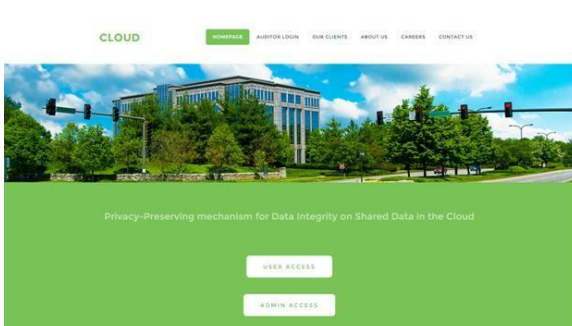 CLOUD
HOMEPAGE AUDITOR LOGIN OUR CLIENTS ABOUT US CAREERS CONTACT US
Privacy-Preserving mechanism for Data Integrity on Shared Data in the Cloud
USER ACCESS
ADMIN ACCESS